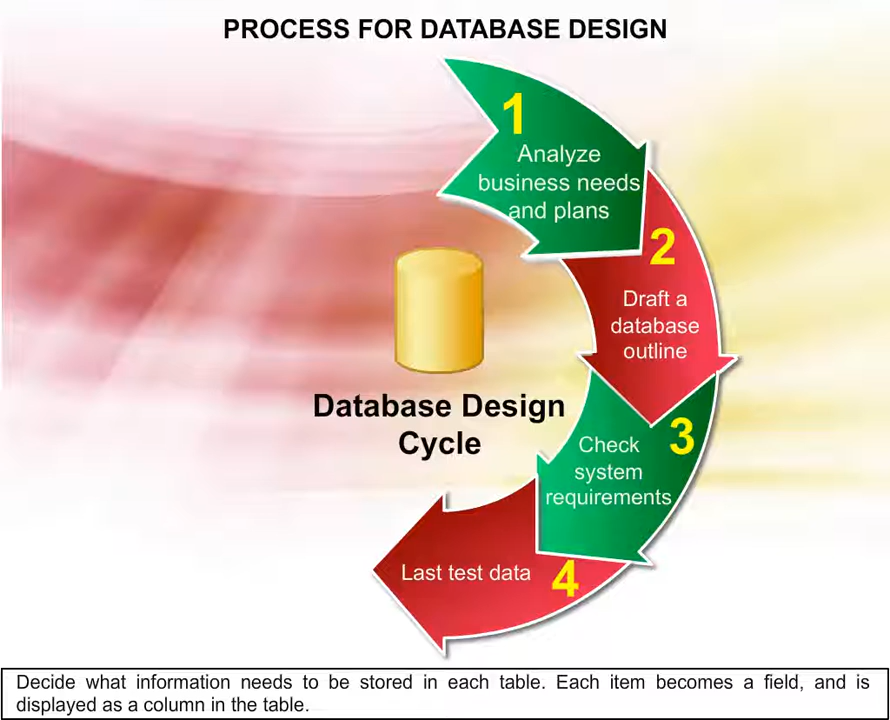 PROCESS FOR DATABASE DESIGN
1
Analyze
business needs
and plans
2
Draft a
database
outline
3
Check
system
requirements
4
Last test data
Database Design
Cycle
Decide what information needs to be stored in each table. Each item becomes a field, and is
displayed as a column in the table.